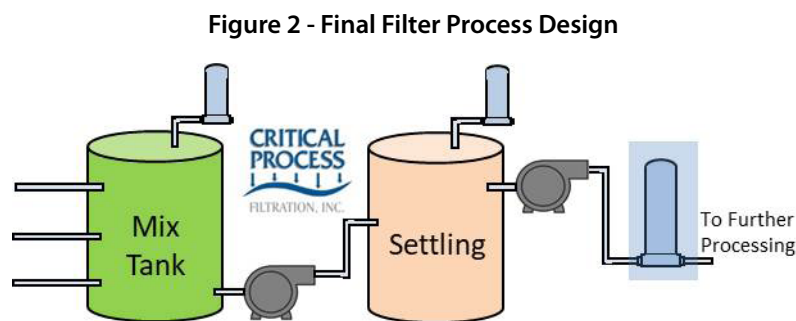 Figure 2 - Final Filter Process Design
CRITICAL
PROCESS
FILTRATION, INC.
Mix
Tank
Settling
To Further
Processing